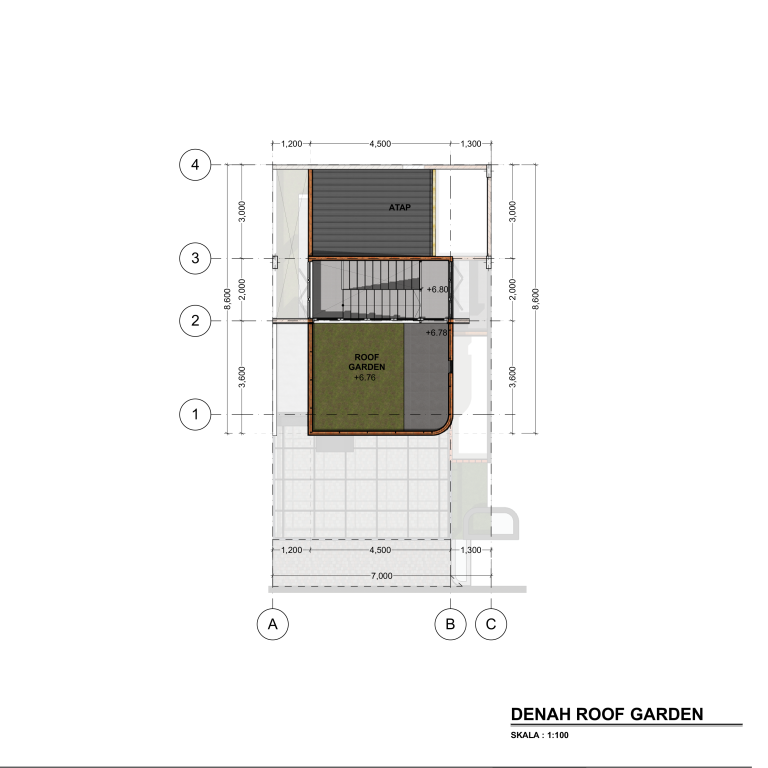 1,200 4,500 1,300
4
3,000 3,000
ATAP
3
8,600 2,000 +6.80 2,000 8,600
2
+6.78
ROOF
GARDEN
+6.76
3,600 3,600
1
1,200 4,500 1,300
7,000
A B C
DENAH ROOF GARDEN
SKALA : 1:100